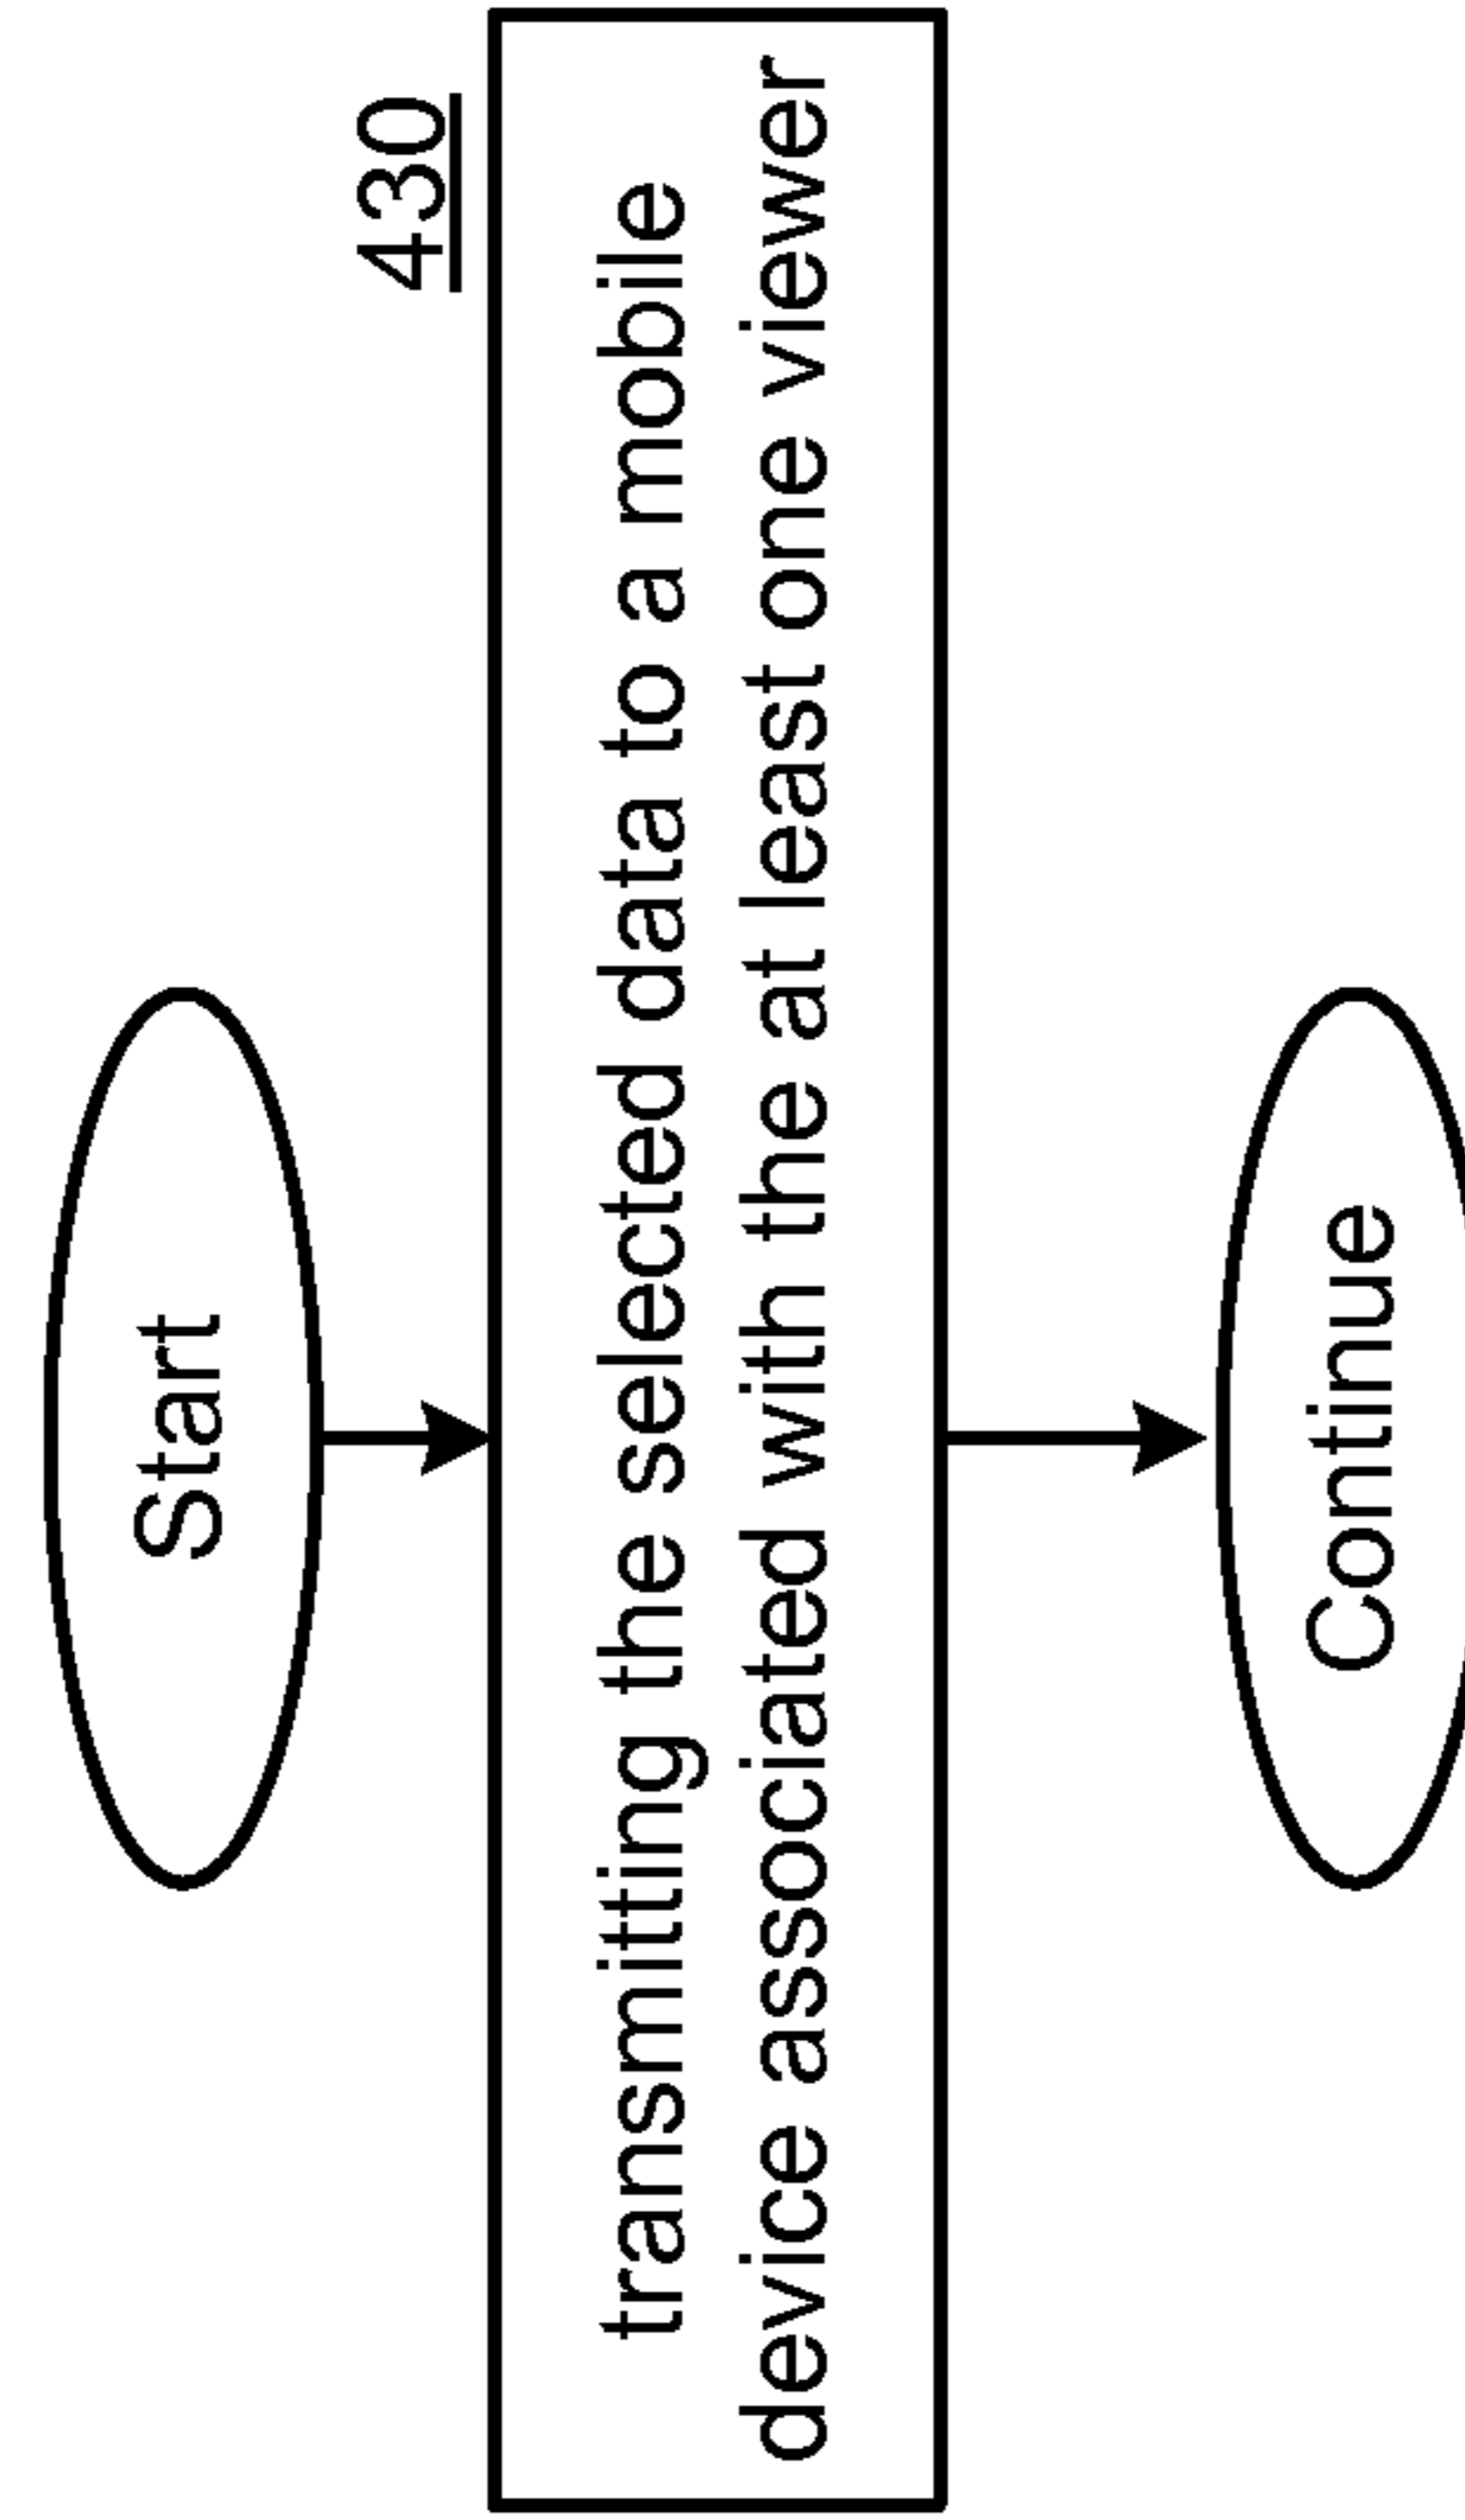 Start
430
transmitting the selected data to a mobile
device associated with the at least one viewer
Continue